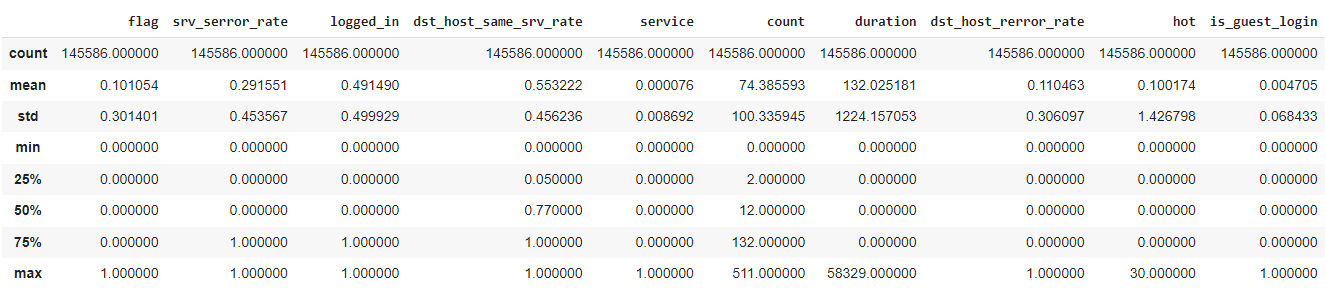 flag srv_serror_rate logged_in dst_host_same_srv_rate service count duration dst_host_rerror_rate hot is_guest_login
count 145586.000000 145586.000000 145586.000000 145586.000000 145586.000000 145586.000000 145586.000000 145586.000000 145586.000000 145586.000000
mean 0.101054 0.291551 0.491490 0.553222 0.000076 74.385593 132.025181 0.110463 0.100174 0.004705
std 0.301401 0.453567 0.499929 0.456236 0.008692 100.335945 1224.157053 0.306097 1.426798 0.068433
min 0.000000 0.000000 0.000000 0.000000 0.000000 0.000000 0.000000 0.000000 0.000000 0.000000
25% 0.000000 0.000000 0.000000 0.050000 0.000000 2.000000 0.000000 0.000000 0.000000 0.000000
50% 0.000000 0.000000 0.000000 0.770000 0.000000 12.000000 0.000000 0.000000 0.000000 0.000000
75% 0.000000 1.000000 1.000000 1.000000 0.000000 132.000000 0.000000 0.000000 0.000000 0.000000
max 1.000000 1.000000 1.000000 1.000000 1.000000 511.000000 58329.000000 1.000000 30.000000 1.000000